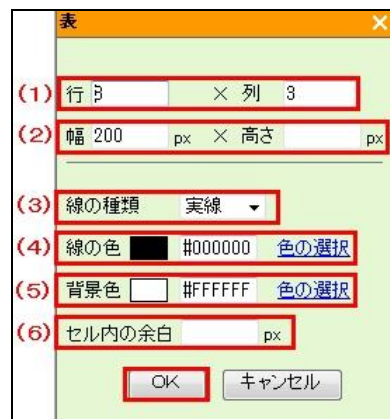 表 ×
(1) 行 3 × 列 3
(2) 幅 200 px × 高さ px
(3) 線の種類 実線
(4) 線の色 #000000 色の選択
(5) 背景色 #FFFFFF 色の選択
(6) セル内の余白 px
OK キャンセル